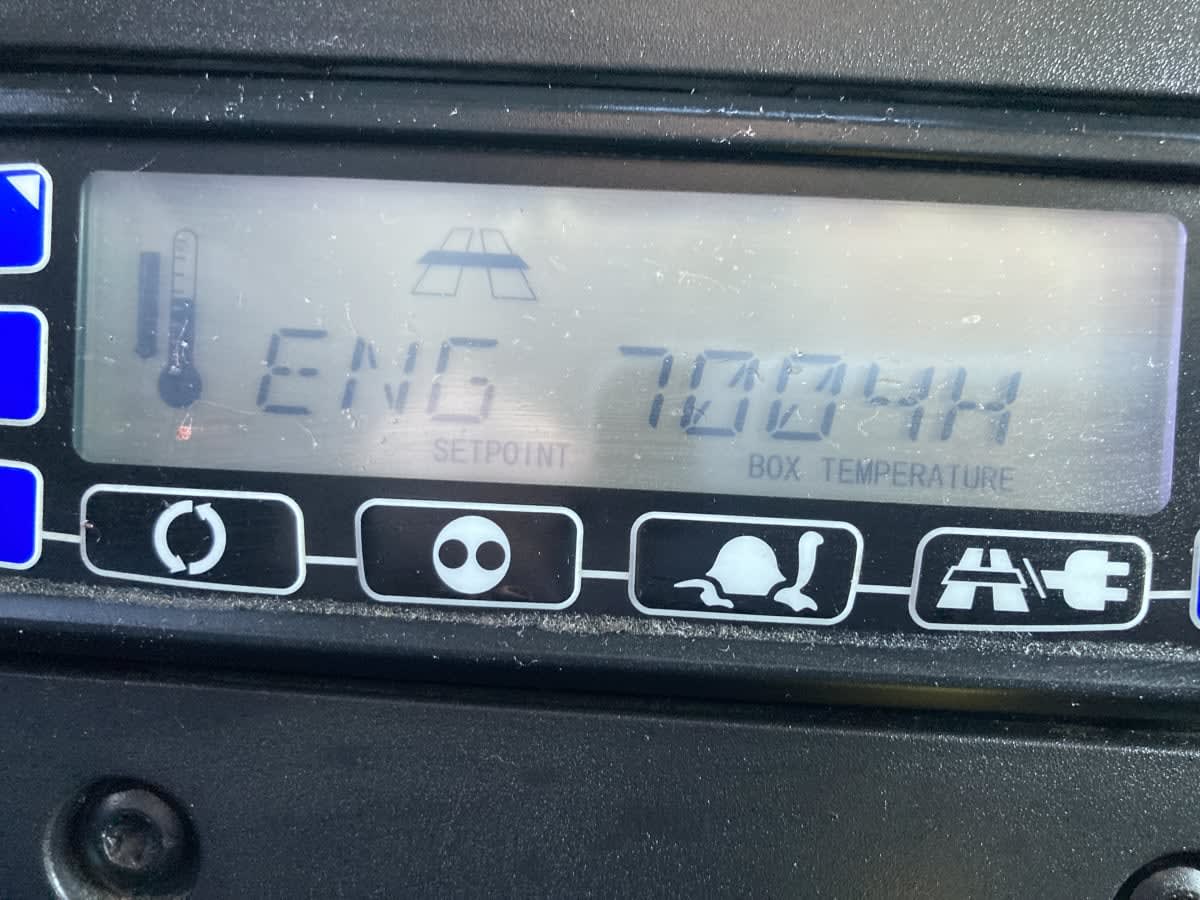 ENG 7004H
SETPOINT BOX TEMPERATURE